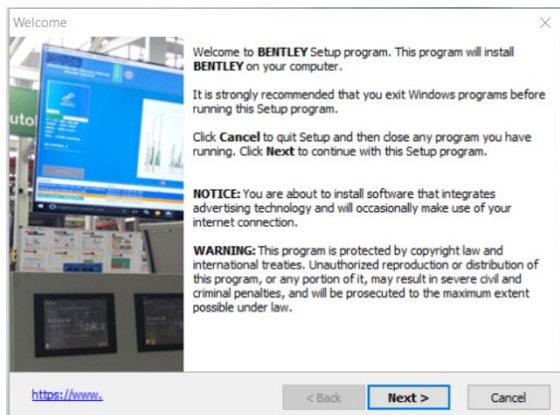 Welcome
Welcome to BENTLEY Setup program. This program will install
BENTLEY on your computer.
It is strongly recommended that you exit Windows programs before
running this Setup program.
Click Cancel to quit Setup and then close any program you have
running. Click Next to continue with this Setup program.
NOTICE: You are about to install software that integrates
advertising technology and will occasionally make use of your
internet connection.
WARNING: This program is protected by copyright law and
international treaties. Unauthorized reproduction or distribution of
this program, or any portion of it, may result in severe civil and
criminal penalties, and will be prosecuted to the maximum extent
possible under law.
https://www.
< Back
Next >
Cancel